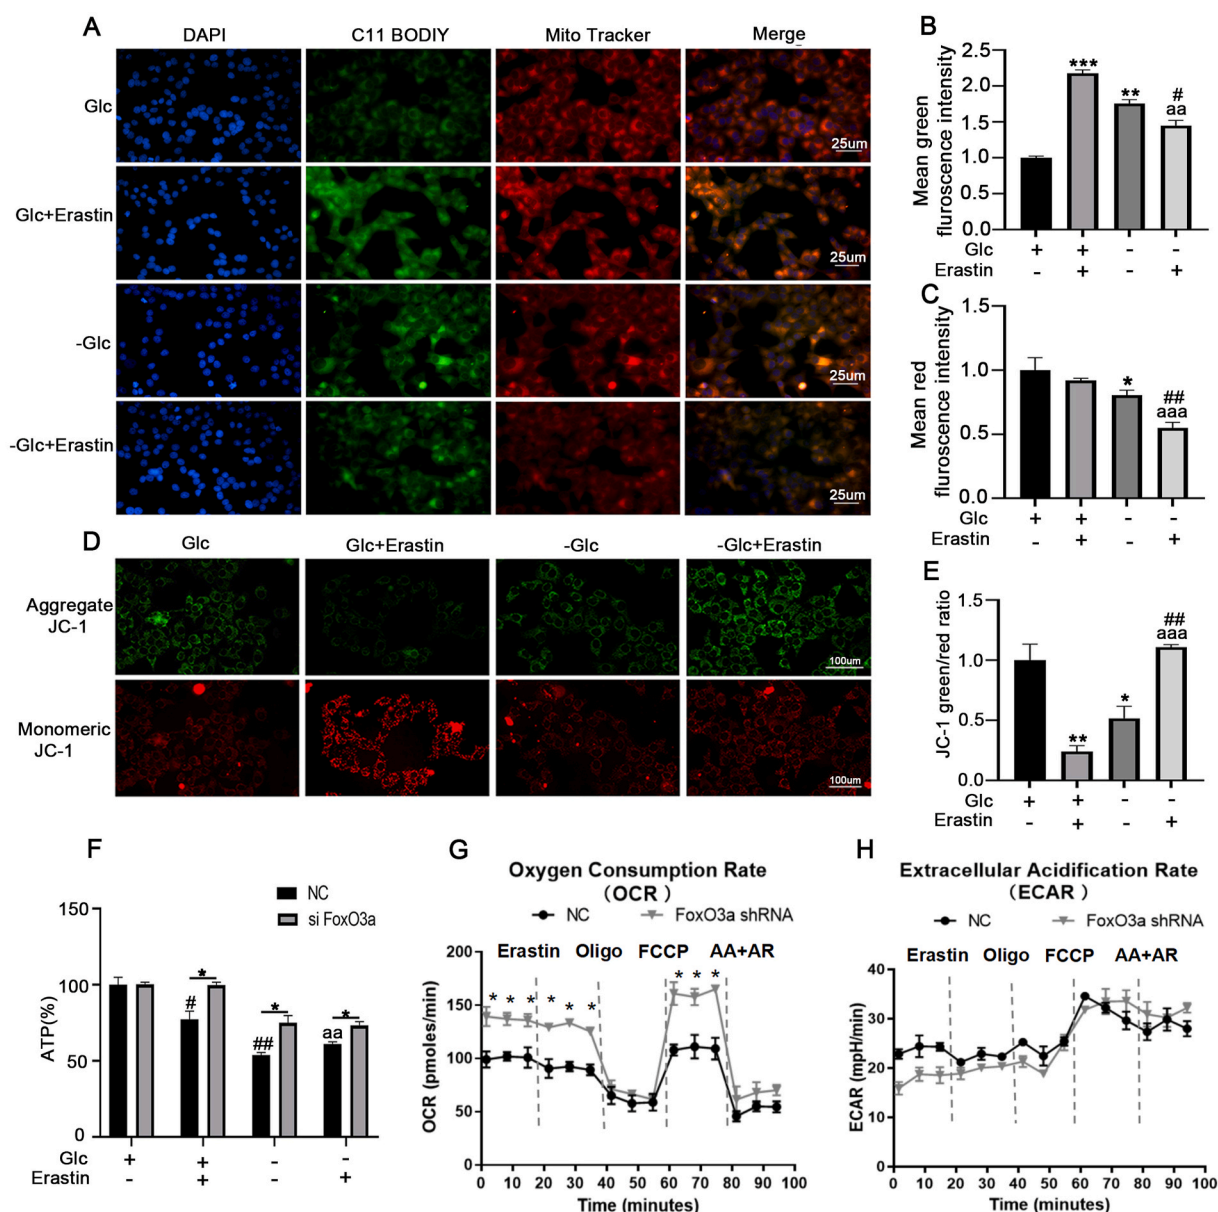 A
DAPI C11 BODIY Mito Tracker Merge
Glc
25um
Glc+Erastin
25um
-Glc
25um
-Glc+Erastin
25um
B
Mean green
fluroscence intensity
2.5
2.0
1.5
1.0
0.5
0.0
*** ** # aa
Glc + + - -
Erastin - + - +
C
Mean red
fluroscence intensity
1.5
1.0
0.5
0.0
* ## aaa
Glc + + - -
Erastin - + - +
D
Glc Glc+Erastin -Glc -Glc+Erastin
Aggregate
JC-1
100um
Monomeric
JC-1
100um
E
JC-1 green/red ratio
1.5
1.0
0.5
0.0
** * ## aaa
Glc + + - -
Erastin - + - +
F
NC
si FoxO3a
ATP(%)
150
100
50
0
# * ## * aa *
Glc + + - -
Erastin - + - +
G
Oxygen Consumption Rate
(OCR )
NC FoxO3a shRNA
Erastin Oligo FCCP AA+AR
* * * * * * * * *
OCR (pmoles/min)
200
150
100
50
0
0 10 20 30 40 50 60 70 80 90 100
Time (minutes)
H
Extracellular Acidification Rate
(ECAR )
NC FoxO3a shRNA
Erastin Oligo FCCP AA+AR
ECAR (mpH/min)
40
30
20
10
0
0 10 20 30 40 50 60 70 80 90 100
Time (minutes)